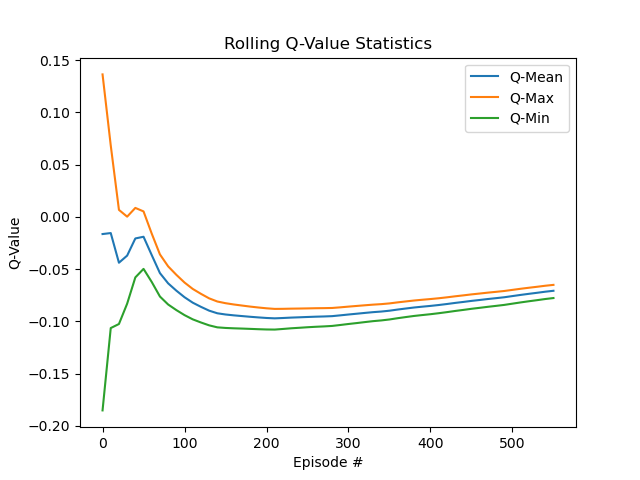 Rolling Q-Value Statistics
Q-Mean
Q-Max
Q-Min
Q-Value
0.15
0.10
0.05
0.00
−0.05
−0.10
−0.15
−0.20
0 100 200 300 400 500
Episode #